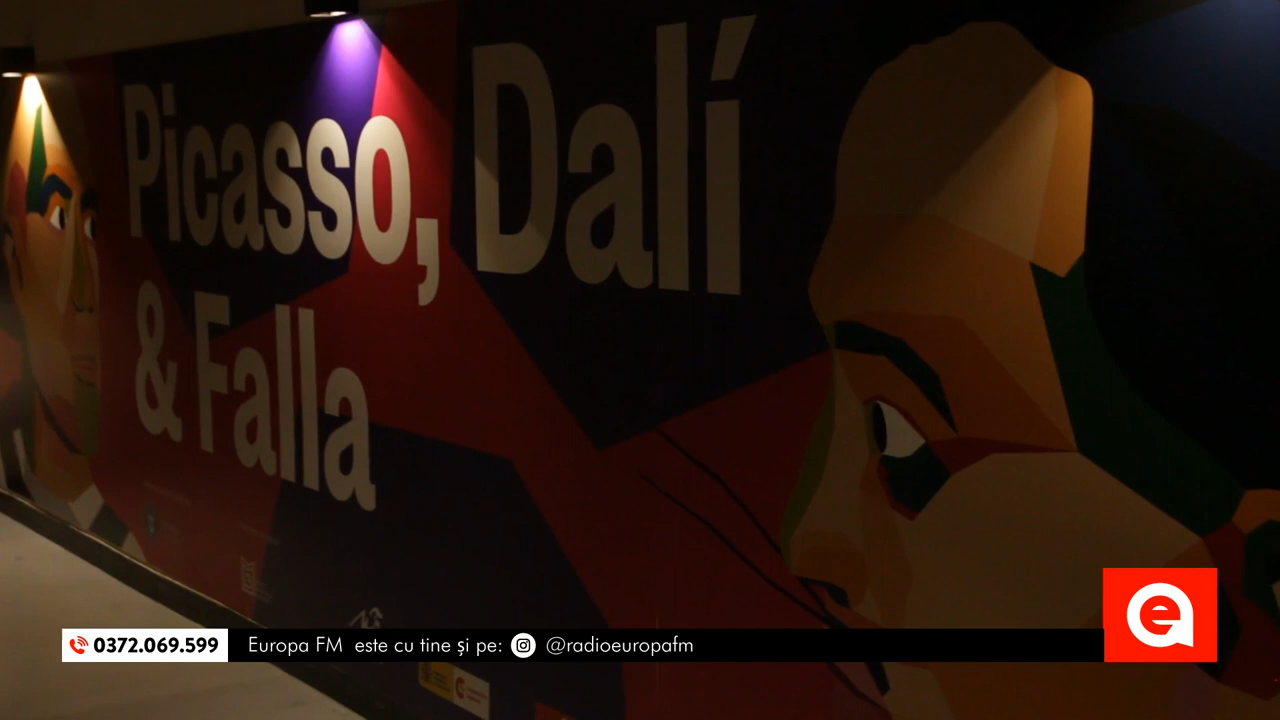 Picasso, Dalí
& Falla
0372.069.599
Europa FM este cu tine și pe: @radioeuropafm
e